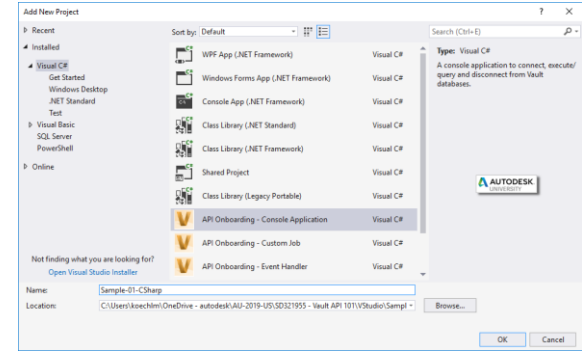 Add New Project
? ×
Recent
Installed
Visual C#
Get Started
Windows Desktop
.NET Standard
Test
Visual Basic
SQL Server
PowerShell
Online
Not finding what you are looking for?
Open Visual Studio Installer
Sort by: Default
WPF App (.NET Framework) Visual C#
Windows Forms App (.NET Framework) Visual C#
Console App (.NET Framework) Visual C#
Class Library (.NET Standard) Visual C#
Class Library (.NET Framework) Visual C#
Shared Project Visual C#
Class Library (Legacy Portable) Visual C#
API Onboarding - Console Application Visual C#
API Onboarding - Custom Job Visual C#
API Onboarding - Event Handler Visual C#
Search (Ctrl+E)
Type: Visual C#
A console application to connect, execute/
query and disconnect from Vault
databases.
AUTODESK
UNIVERSITY
Name: Sample-01-CSharp
Location: C:\Users\koechlm\OneDrive - autodesk\AU-2019-US\SD321955 - Vault API 101\VStudio\Sampl
Browse...
OK Cancel